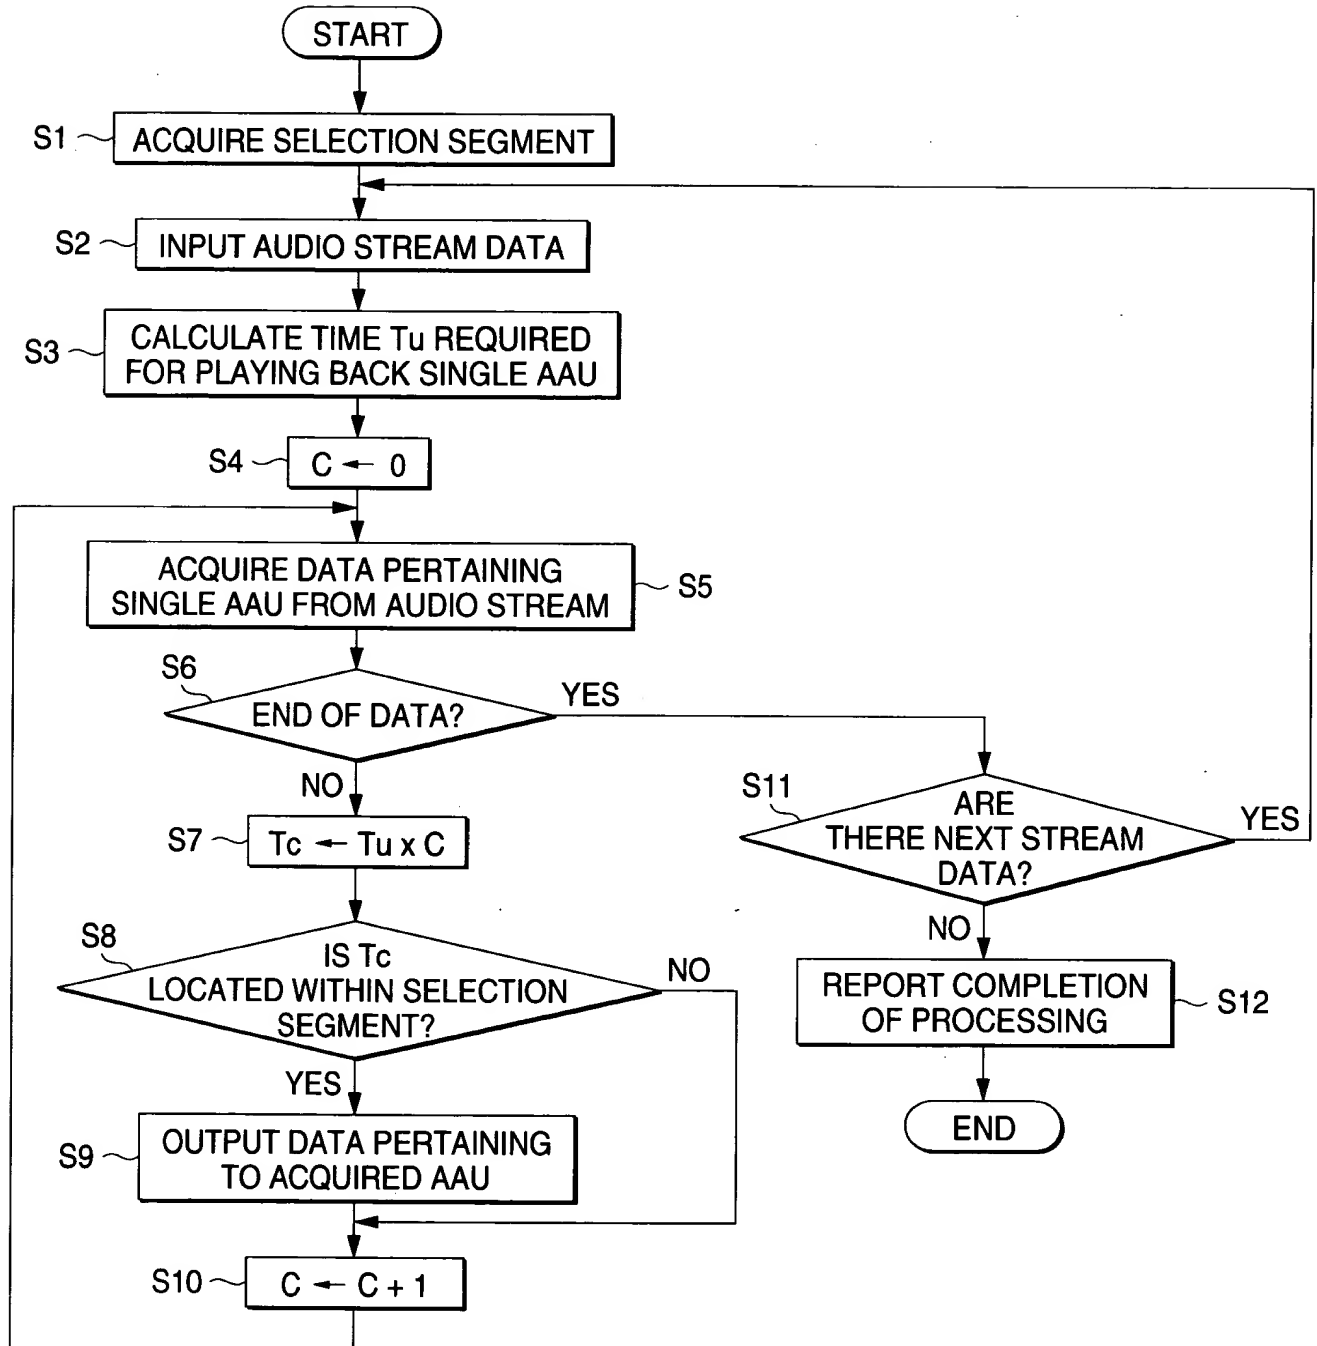 START
S1
ACQUIRE SELECTION SEGMENT
S2
INPUT AUDIO STREAM DATA
S3
CALCULATE TIME Tu REQUIRED
FOR PLAYING BACK SINGLE AAU
S4
C ← 0
ACQUIRE DATA PERTAINING
SINGLE AAU FROM AUDIO STREAM
S5
S6
END OF DATA?
YES
NO
S7
Tc ← Tu x C
S8
IS Tc
LOCATED WITHIN SELECTION
SEGMENT?
NO
YES
S9
OUTPUT DATA PERTAINING
TO ACQUIRED AAU
S10
C ← C + 1
S11
ARE
THERE NEXT STREAM
DATA?
YES
NO
REPORT COMPLETION
OF PROCESSING
S12
END